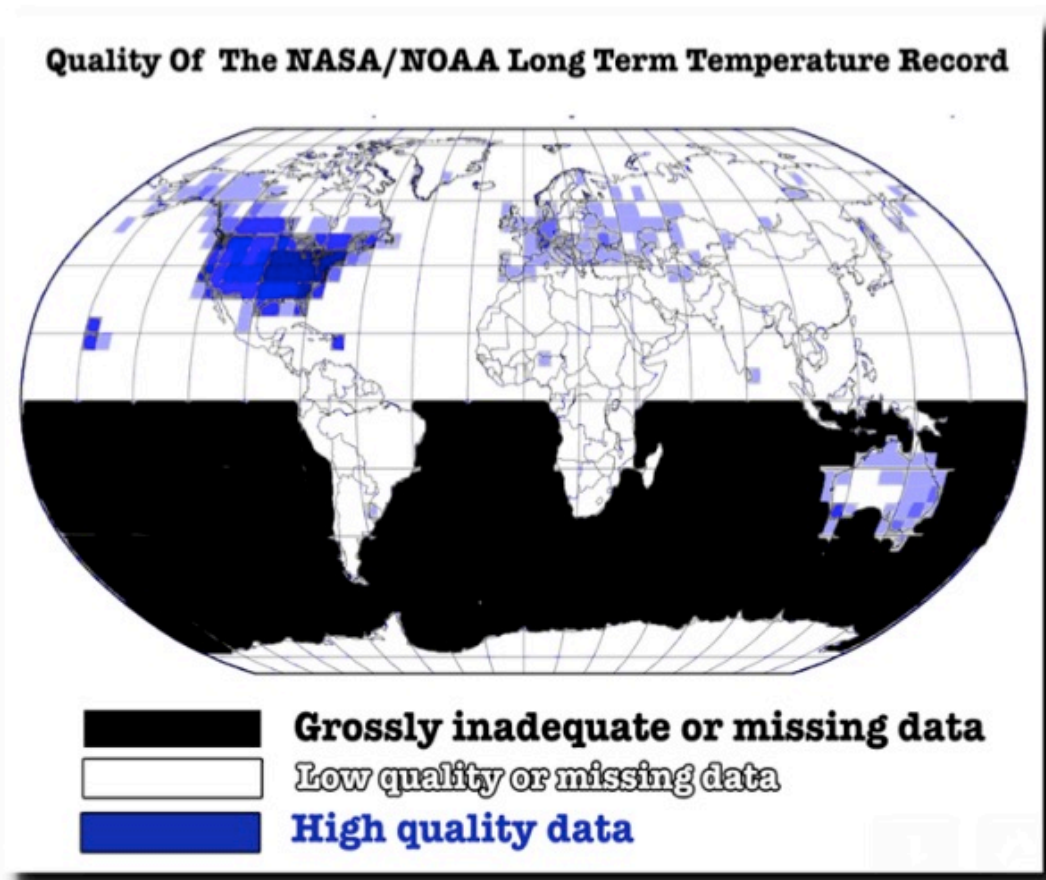 Quality Of The NASA/NOAA Long Term Temperature Record
Grossly inadequate or missing data
Low quality or missing data
High quality data